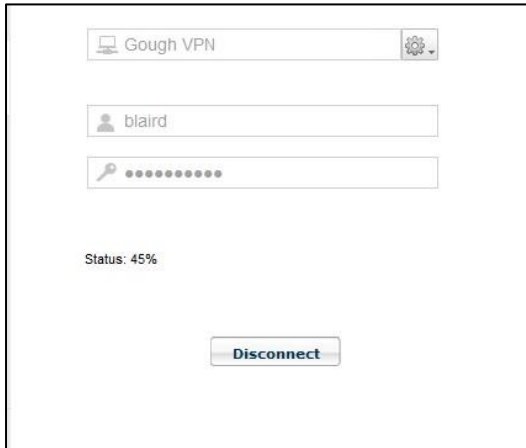 Gough VPN
blaird
••••••••••
Status: 45%
Disconnect